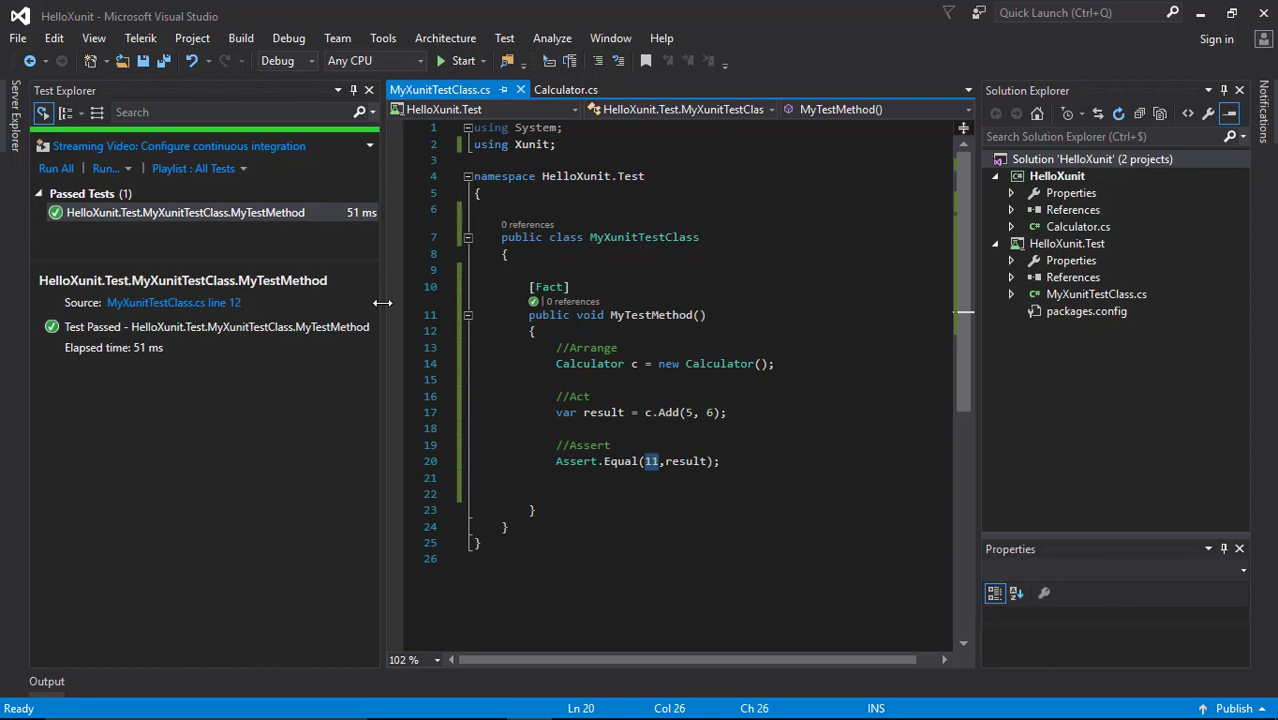 HelloXunit - Microsoft Visual Studio
Quick Launch (Ctrl+Q)
File Edit View Telerik Project Build Debug Team Tools Architecture Test Analyze Window Help
Sign in
Debug Any CPU Start
Server Explorer
Test Explorer
Search
Streaming Video: Configure continuous integration
Run All Run... Playlist : All Tests
Passed Tests (1)
HelloXunit.Test.MyXunitTestClass.MyTestMethod 51 ms
HelloXunit.Test.MyXunitTestClass.MyTestMethod
Source: MyXunitTestClass.cs line 12
Test Passed - HelloXunit.Test.MyXunitTestClass.MyTestMethod
Elapsed time: 51 ms
MyXunitTestClass.cs Calculator.cs
HelloXunit.Test HelloXunit.Test.MyXunitTestClas MyTestMethod()
1 using System;
2 using Xunit;
3
4 namespace HelloXunit.Test
5 {
6
0 references
7 public class MyXunitTestClass
8 {
9
10 [Fact]
| 0 references
11 public void MyTestMethod()
12 {
13 //Arrange
14 Calculator c = new Calculator();
15
16 //Act
17 var result = c.Add(5, 6);
18
19 //Assert
20 Assert.Equal(11,result);
21
22
23 }
24 }
25 }
26
102 %
Solution Explorer
Search Solution Explorer (Ctrl+$)
Solution 'HelloXunit' (2 projects)
HelloXunit
Properties
References
Calculator.cs
HelloXunit.Test
Properties
References
MyXunitTestClass.cs
packages.config
Properties
Output
Ready Ln 20 Col 26 Ch 26 INS Publish